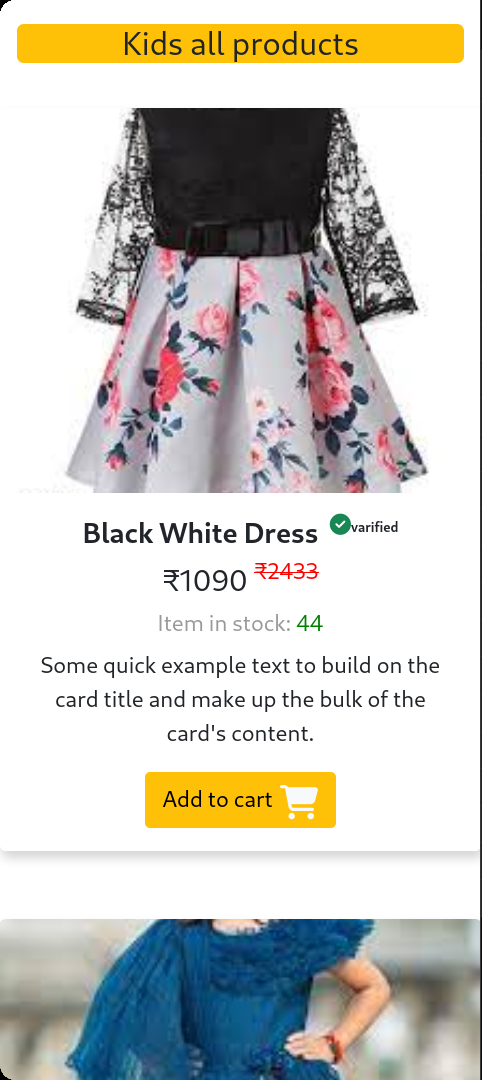 Kids all products
Black White Dress varified
₹1090 ₹2433
Item in stock: 44
Some quick example text to build on the
card title and make up the bulk of the
card's content.
Add to cart